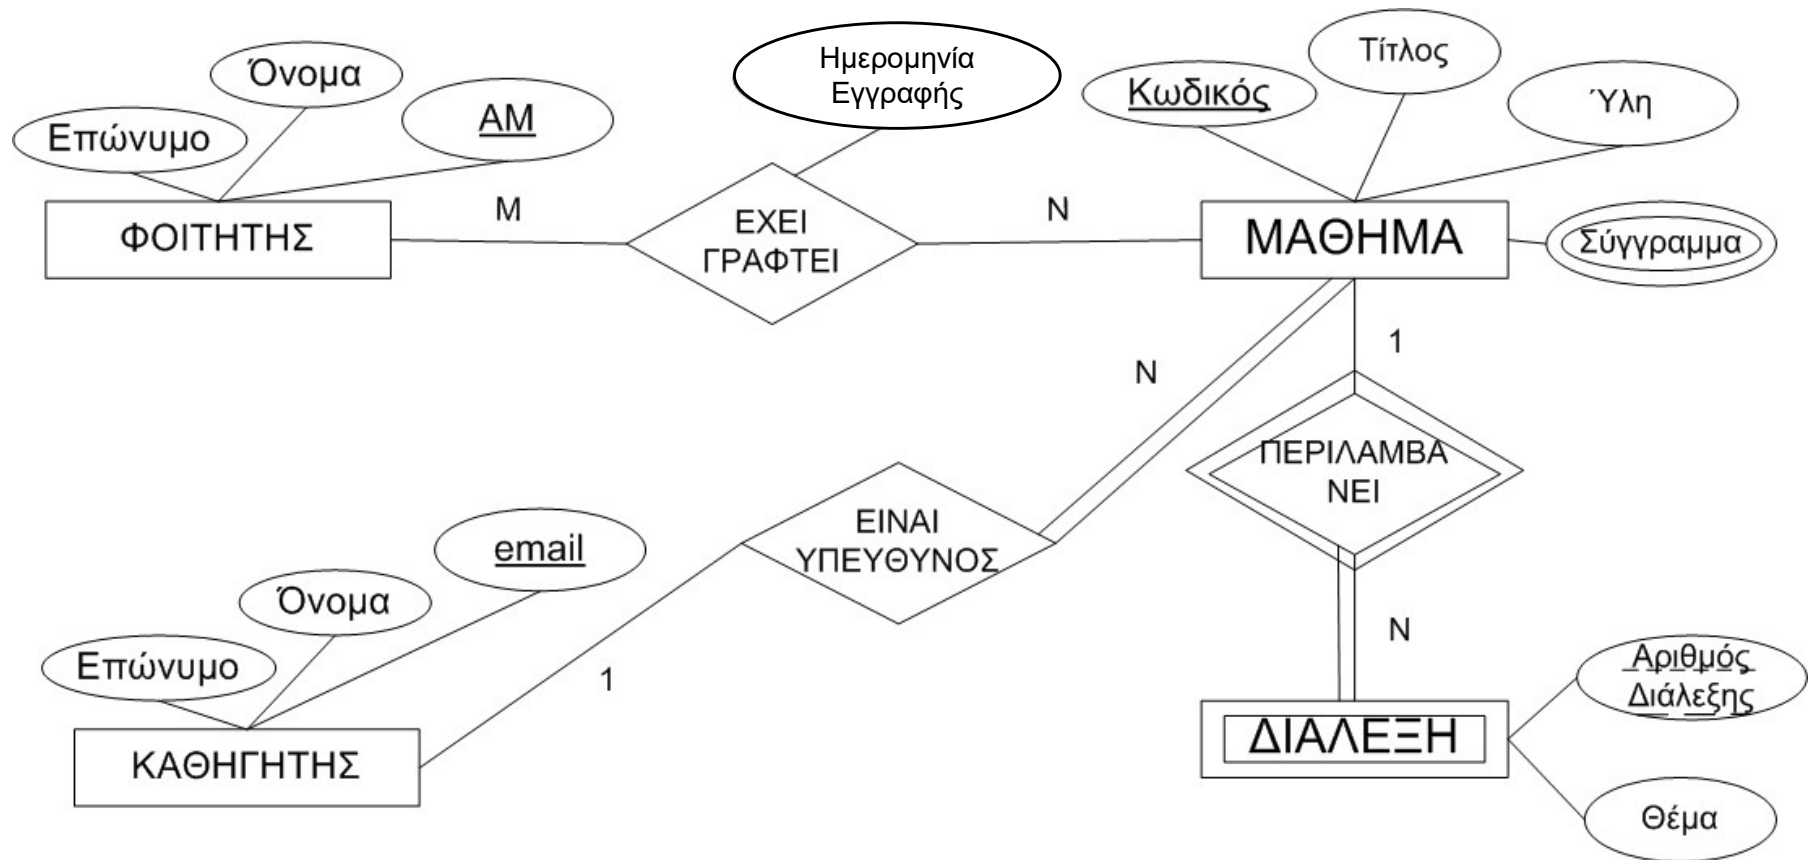 Ημερομηνία
Εγγραφής
Όνομα
Επώνυμο
ΑΜ
Κωδικός
Τίτλος
Ύλη
ΦΟΙΤΗΤΗΣ
M
ΕΧΕΙ
ΓΡΑΦΤΕΙ
N
ΜΑΘΗΜΑ
Σύγγραμμα
1
N
ΠΕΡΙΛΑΜΒΑ
ΝΕΙ
ΕΙΝΑΙ
ΥΠΕΥΘΥΝΟΣ
email
Όνομα
Επώνυμο
1
N
Αριθμός
Διάλεξης
ΚΑΘΗΓΗΤΗΣ
ΔΙΑΛΕΞΗ
Θέμα